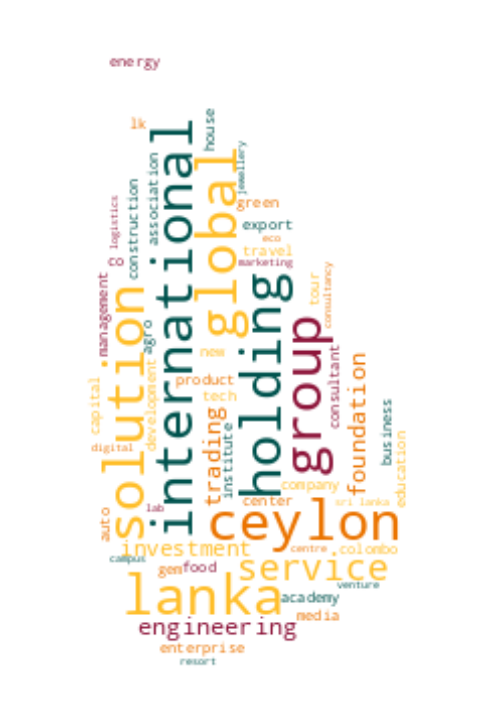 energy
lk
house
international
association
jewellery
global
construction
logistics
green
export
eco
co
travel
marketing
management
solution
holding
tour
consultancy
agro
group
new
consultant
development
product
foundation
capital
tech
trading
institute
business
education
digital
company
center
sri lanka
lab
auto
ceylon
investment
centre
colombo
campus
gem
food
service
venture
lanka
academy
media
engineering
enterprise
resort